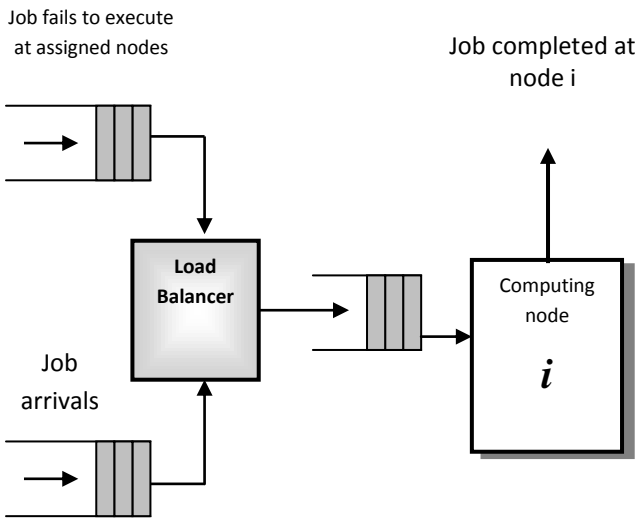 Job fails to execute
at assigned nodes
Job completed at
node i
Load
Balancer
Computing
node
i
Job
arrivals